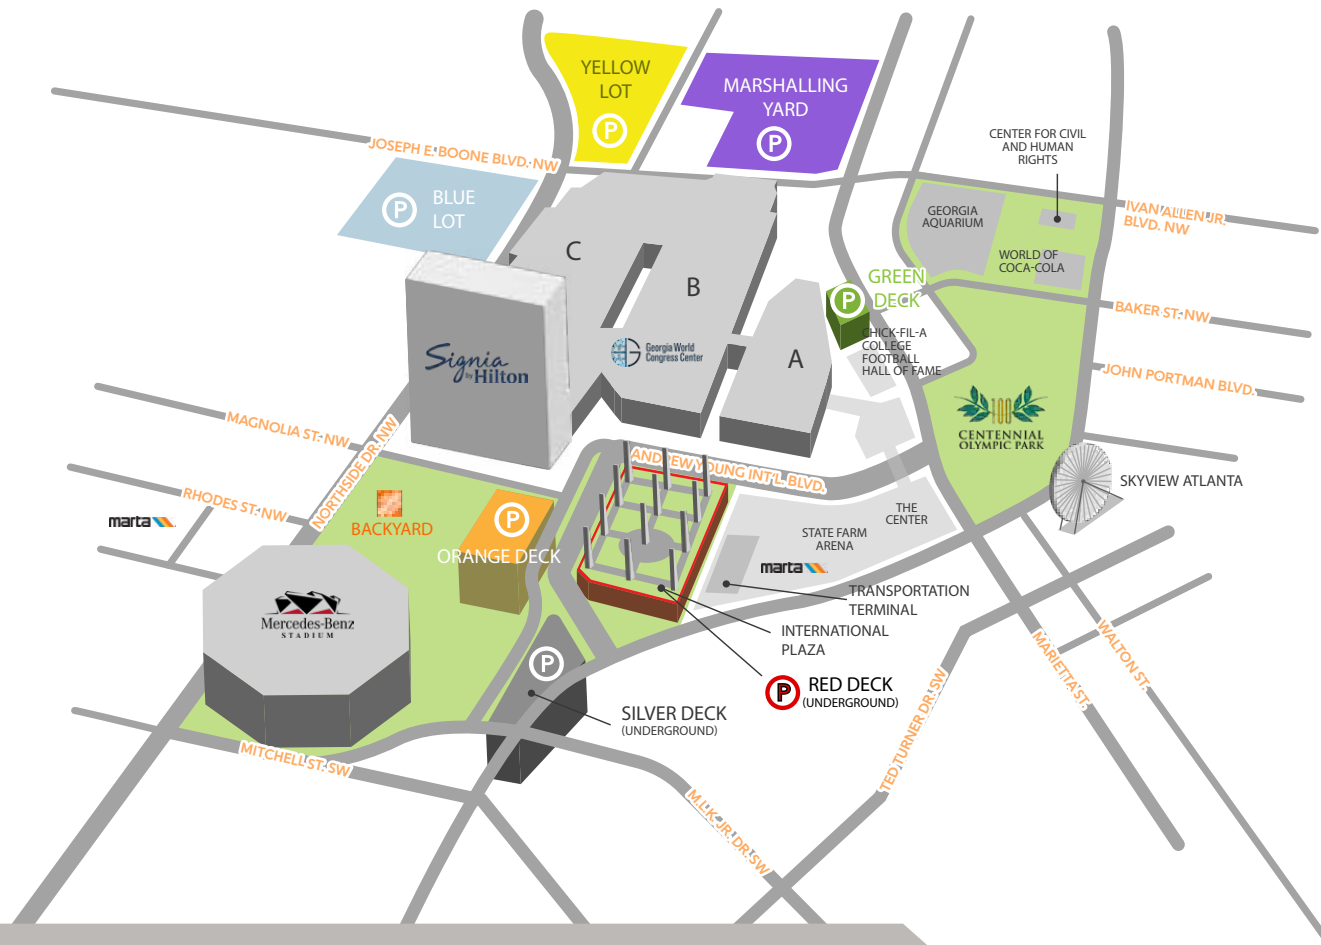 YELLOW
LOT
P
MARSHALLING
YARD
P
JOSEPH E. BOONE BLVD. NW
P
BLUE
LOT
CENTER FOR CIVIL
AND HUMAN
RIGHTS
GEORGIA
AQUARIUM
IVAN ALLEN JR.
BLVD. NW
WORLD OF
COCA-COLA
C
B
A
GREEN
DECK
P
BAKER ST. NW
Georgia World
Congress Center
CHICK-FIL-A
COLLEGE
FOOTBALL
HALL OF FAME
Signia
by Hilton
JOHN PORTMAN BLVD.
CENTENNIAL
OLYMPIC PARK
MAGNOLIA ST. NW
NORTHSIDE DR. NW
ANDREW YOUNG INT'L. BLVD.
SKYVIEW ATLANTA
RHODES ST. NW
marta
BACKYARD
P
ORANGE DECK
THE
CENTER
STATE FARM
ARENA
marta
TRANSPORTATION
TERMINAL
INTERNATIONAL
PLAZA
Mercedes-Benz
STADIUM
P
P
RED DECK
(UNDERGROUND)
SILVER DECK
(UNDERGROUND)
MARIETTA ST.
WALTON ST.
TED TURNER DR. SW
MITCHELL ST. SW
M.L.K. JR. DR. SW